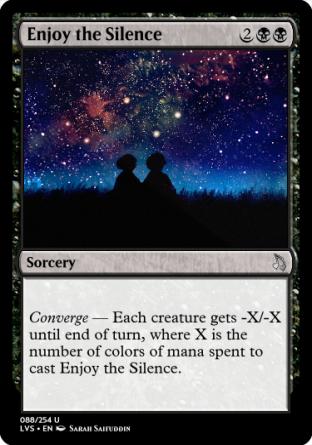 Enjoy the Silence 2
Sorcery
Converge — Each creature gets -X/-X
until end of turn, where X is the
number of colors of mana spent to
cast Enjoy the Silence.
088/254 U
LVS • EN Sarah Saifuddin